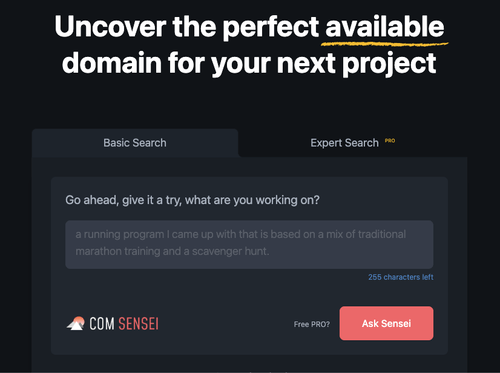 Uncover the perfect available
domain for your next project
Basic Search
Expert Search PRO
Go ahead, give it a try, what are you working on?
a running program I came up with that is based on a mix of traditional
marathon training and a scavenger hunt.
255 characters left
COM SENSEI
Free PRO?
Ask Sensei